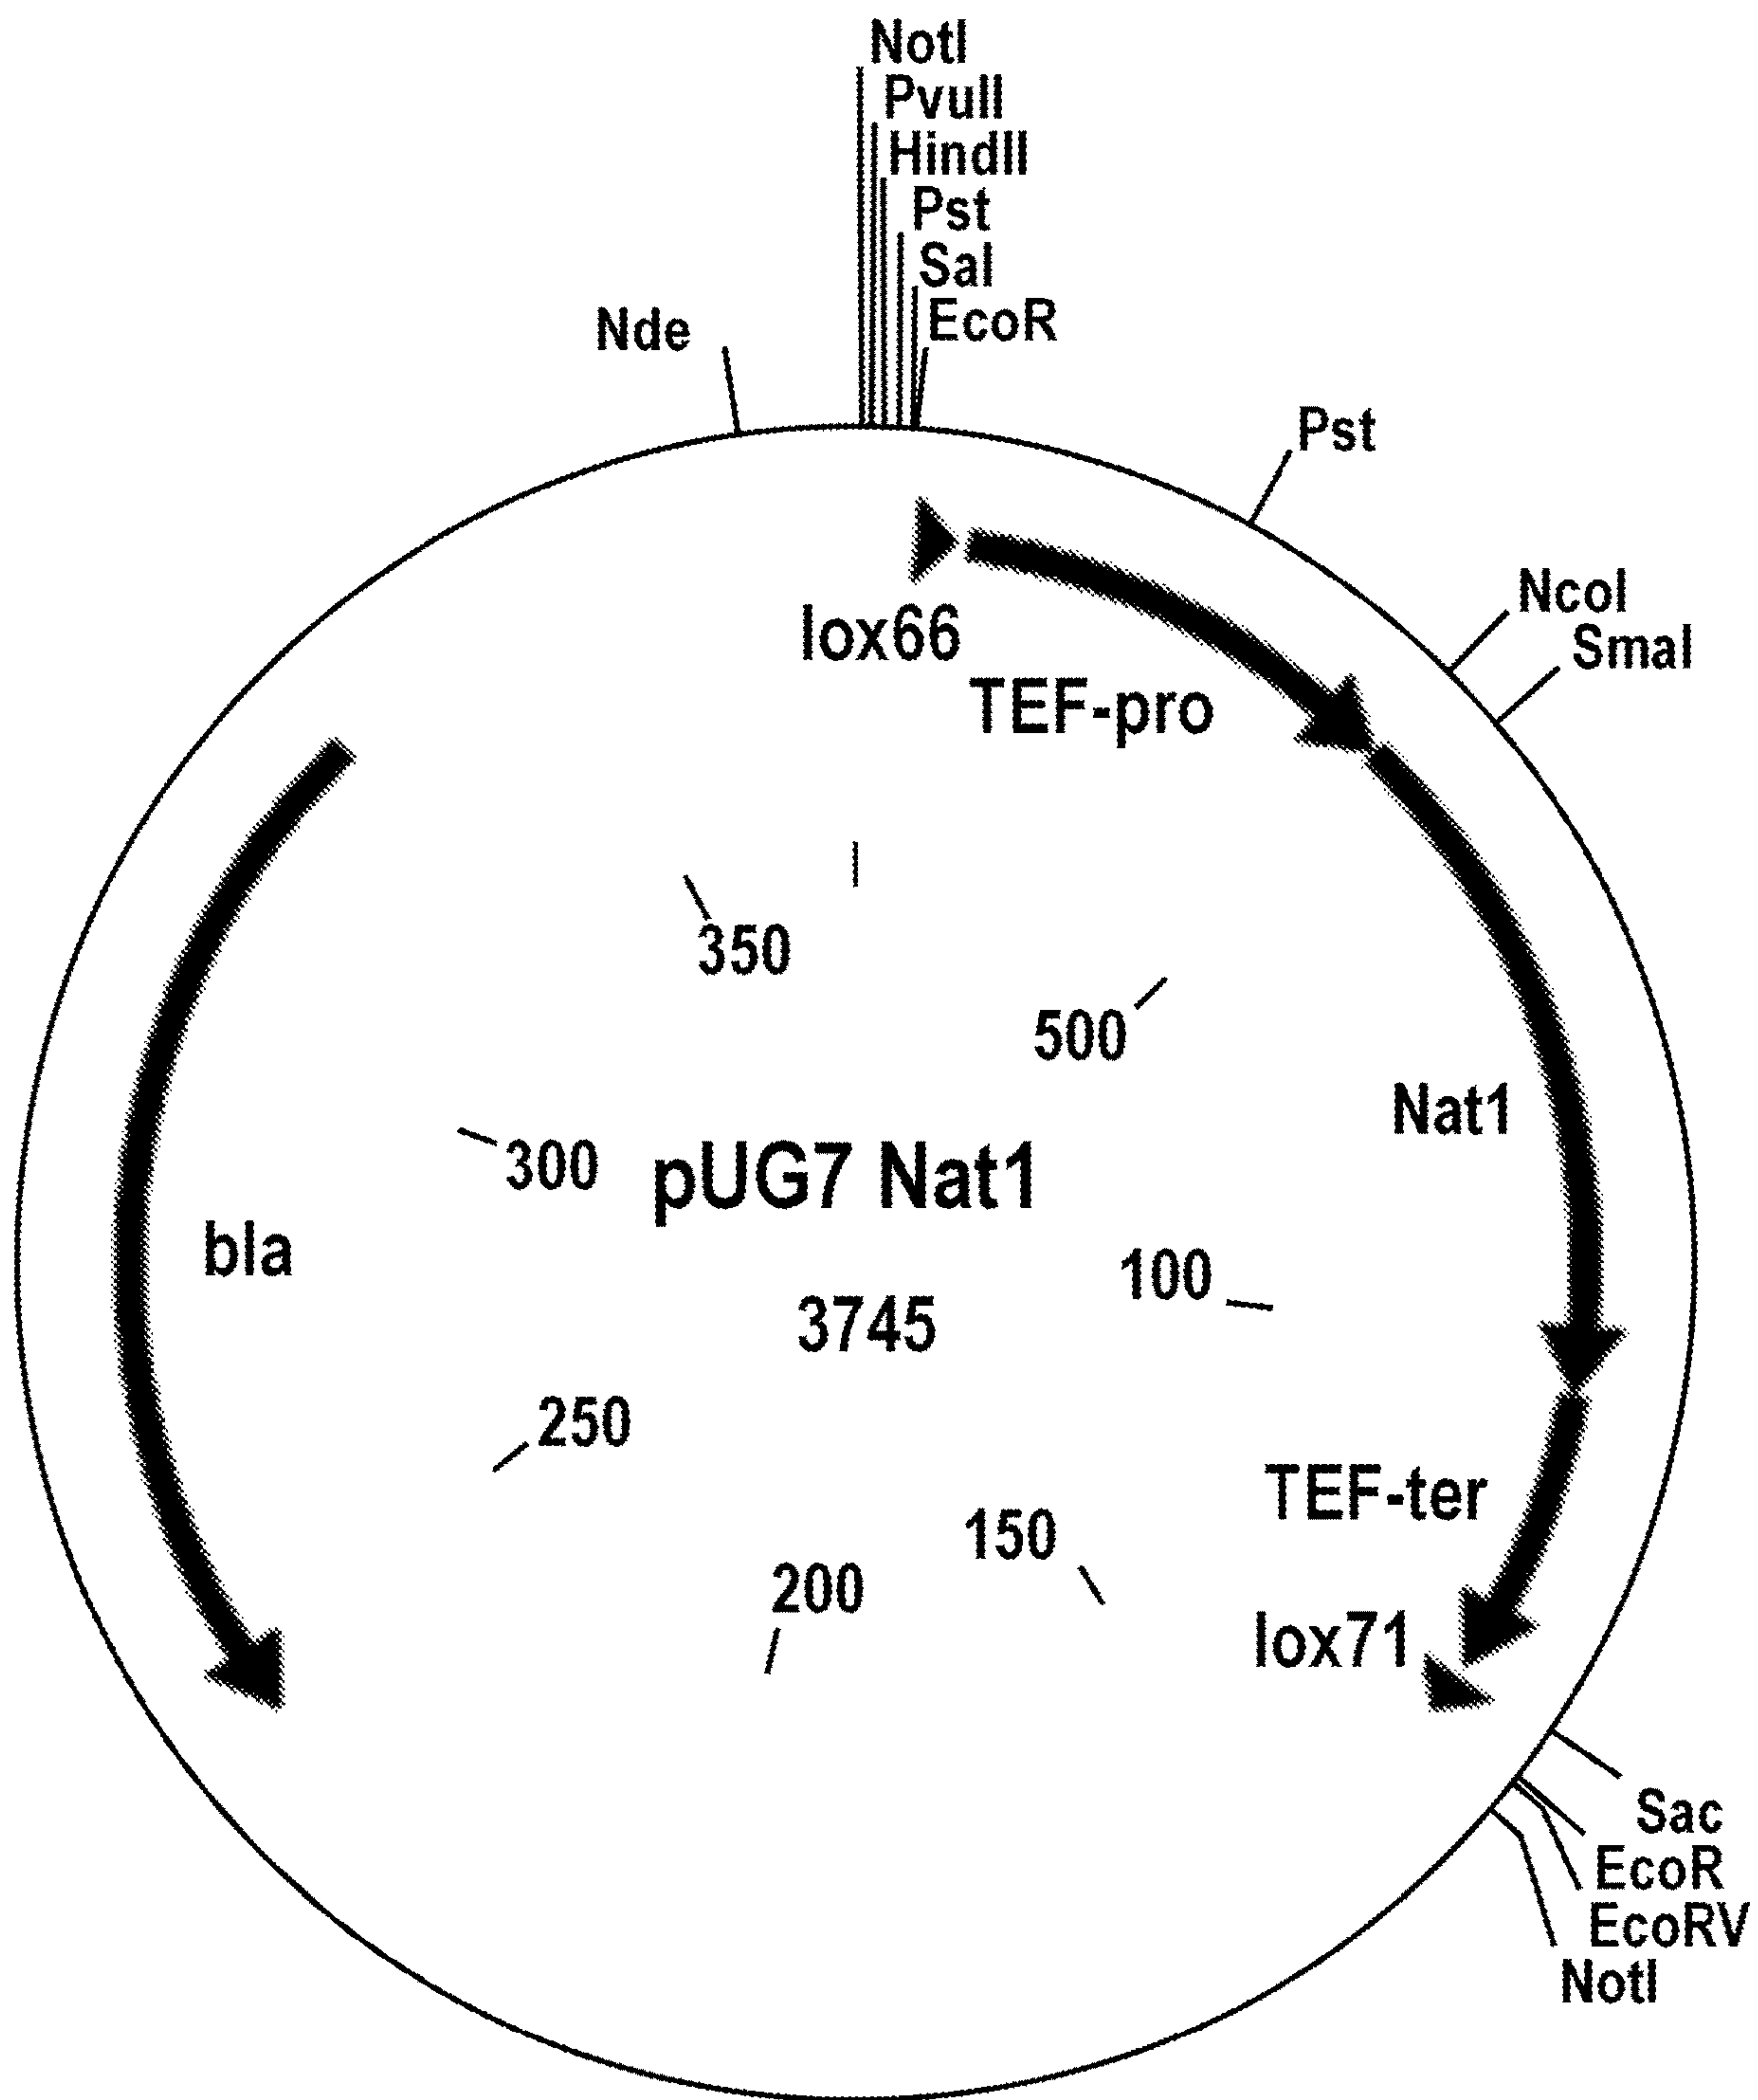 NotI
PvuII
HindII
Pst
Sal
EcoR
Nde
Pst
NcoI
SmaI
lox66
TEF-pro
350
500
Nat1
300
pUG7 Nat1
bla
100
3745
250
TEF-ter
150
200
lox71
Sac
EcoR
EcoRV
NotI